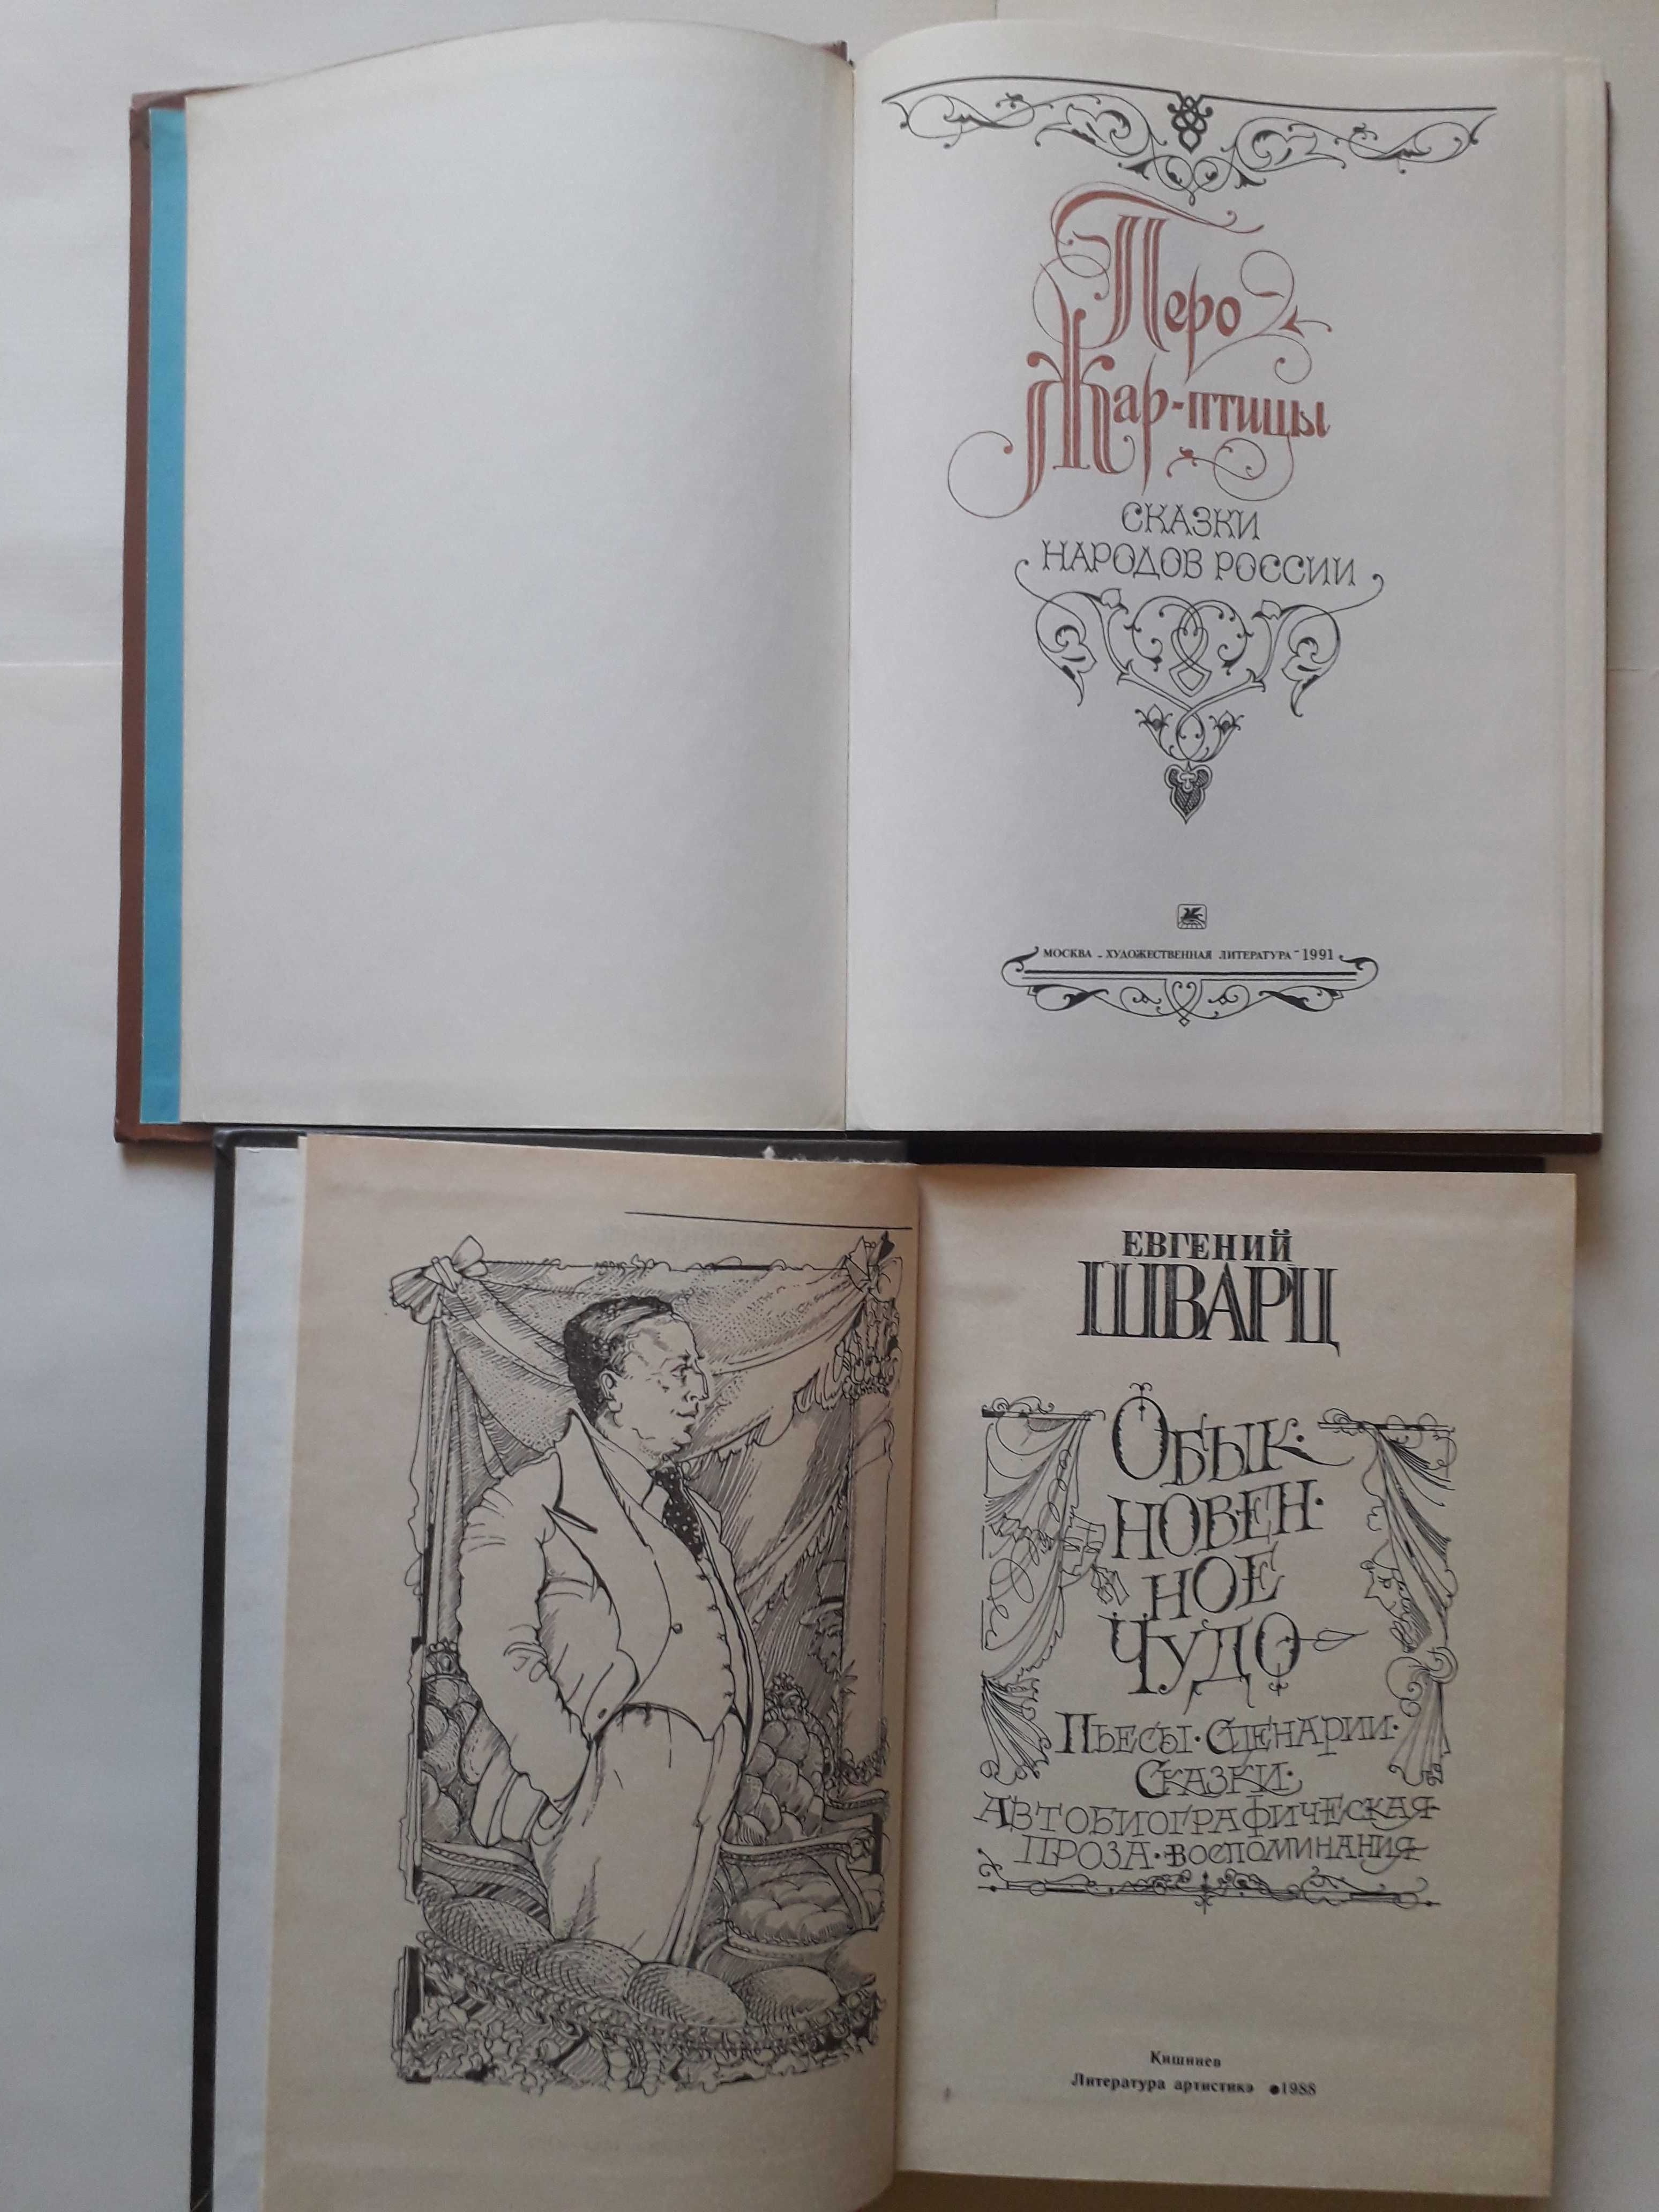 Перо
Жар-птицы
СКАЗКИ
НАРОДОВ РОССИИ
МОСКВА - ХУДОЖЕСТВЕННАЯ ЛИТЕРАТУРА - 1991
ЕВГЕНИЙ
ШВАРЦ
ОБЫК·
НОВЕН·
НОЕ
ЧУДО
ПЬЕСЫ · СЦЕНАРИИ ·
СКАЗКИ ·
АВТОБИОГРАФИЧЕСКАЯ
ПРОЗА · ВОСПОМИНАНИЯ
Кишинев
Литература артистикэ ● 1988